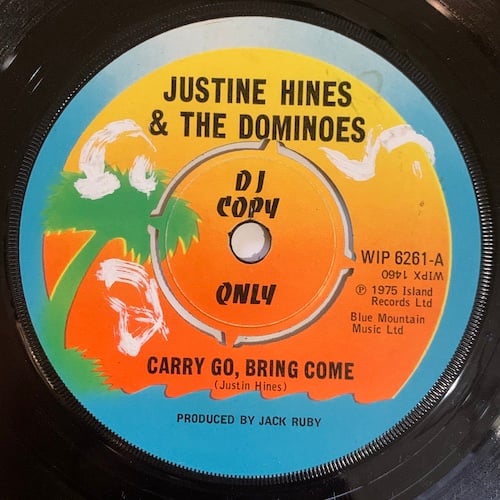 JUSTINE HINES
& THE DOMINOES
DJ
COPY
ONLY
WIP 6261-A
WIPX 1460
℗ 1975 Island
Records Ltd
Blue Mountain
Music Ltd
CARRY GO, BRING COME
(Justin Hines)
PRODUCED BY JACK RUBY